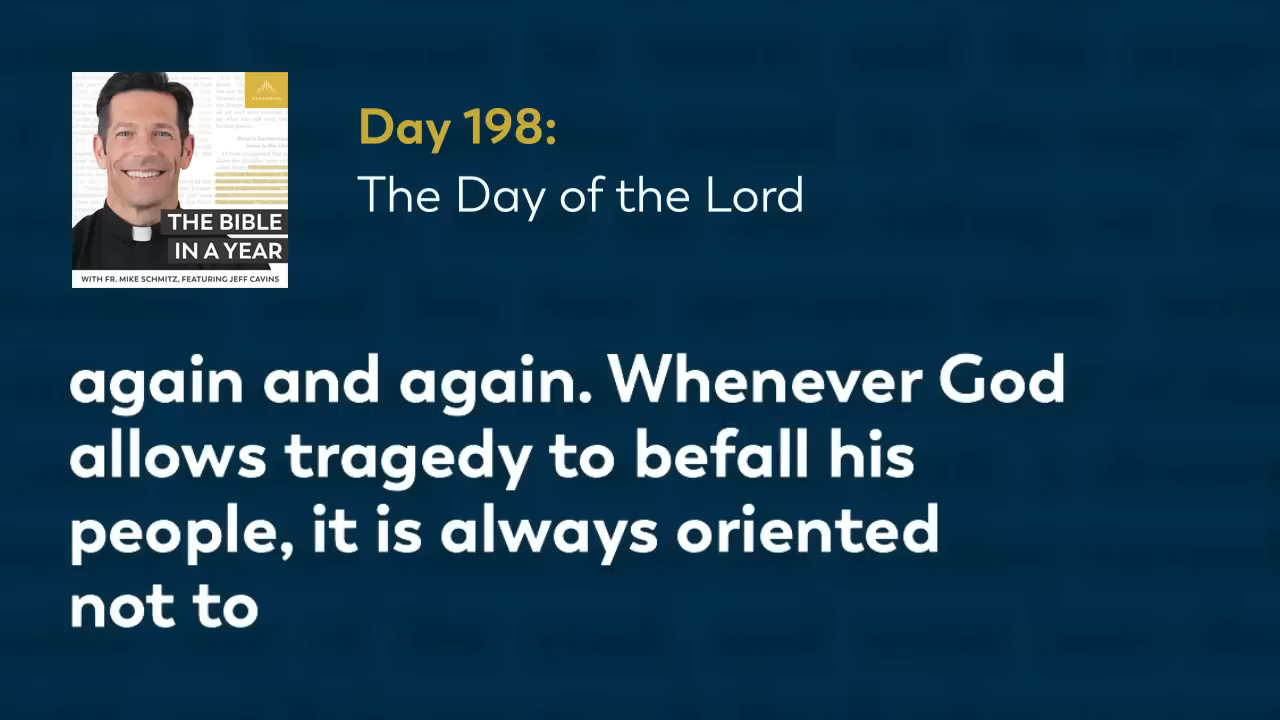 Day 198:
The Day of the Lord
THE BIBLE
IN A YEAR
WITH FR. MIKE SCHMITZ, FEATURING JEFF CAVINS
again and again. Whenever God
allows tragedy to befall his
people, it is always oriented
not to